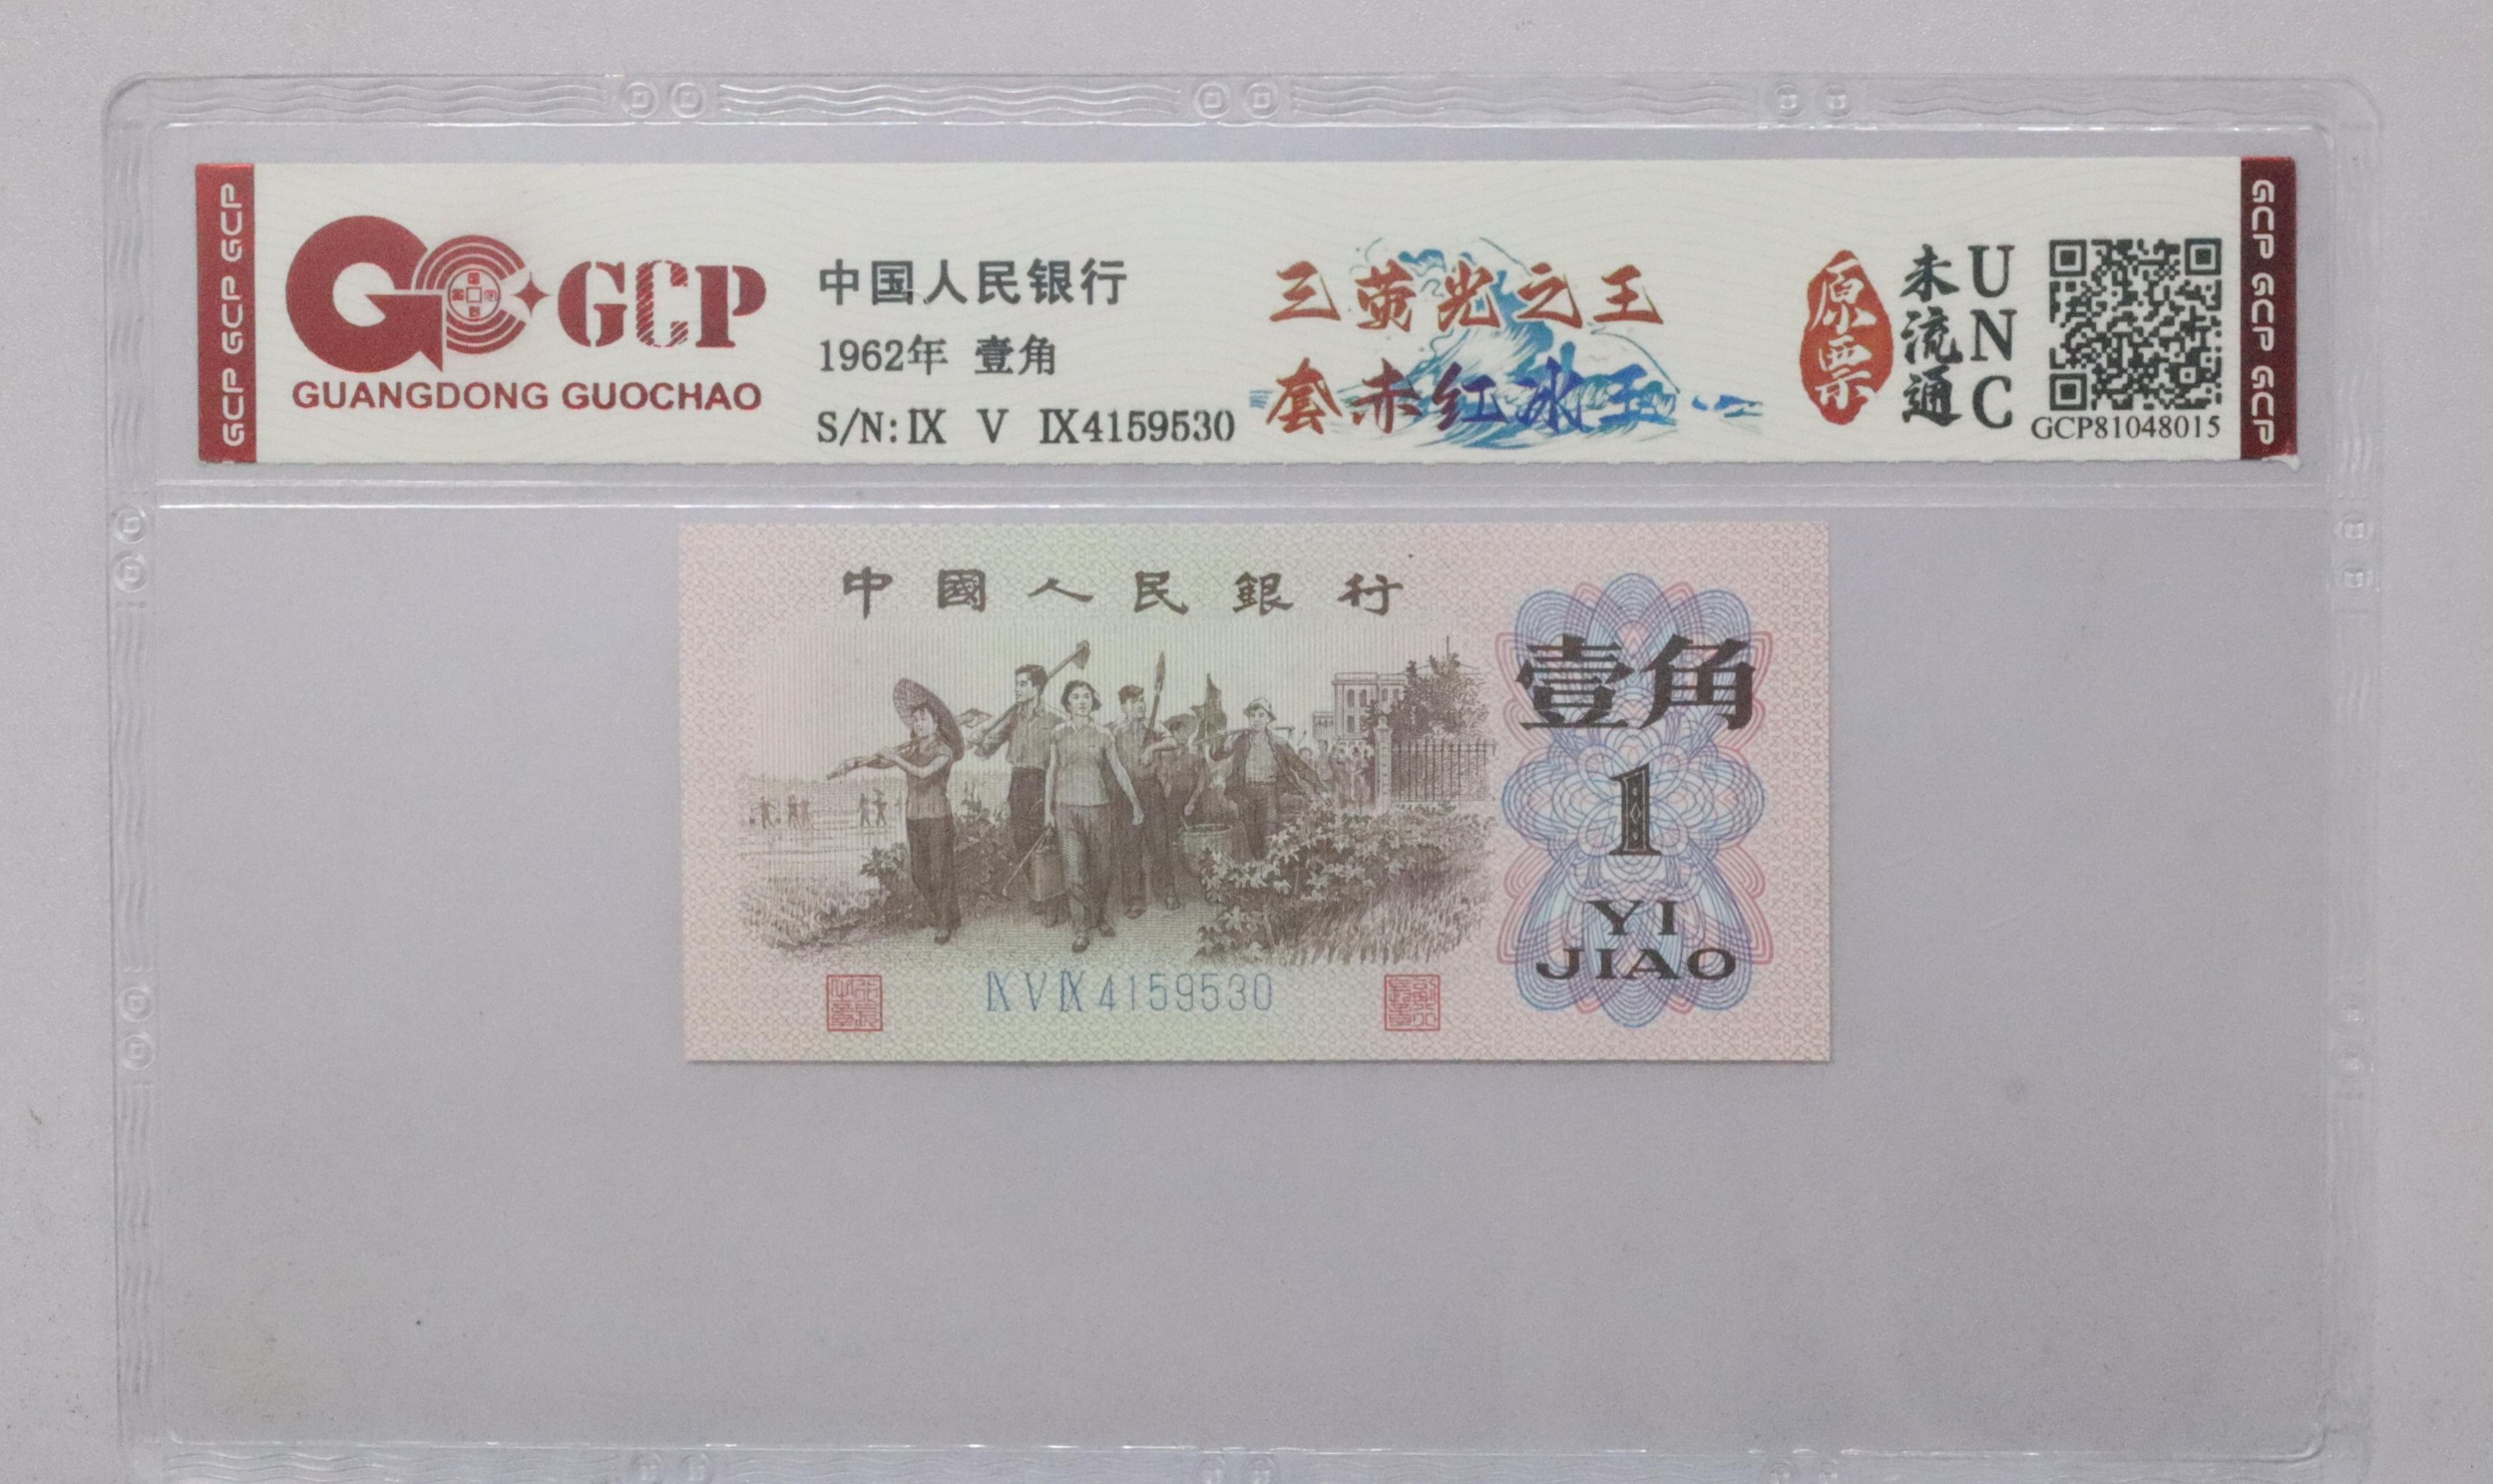 GCP GCP GCP
GCP
GUANGDONG GUOCHAO
中国人民银行
1962年 壹角
S/N:Ⅸ Ⅴ Ⅸ4159530
三萤光之王
套赤红冰王
原票
未流通
UNC
GCP81048015
GCP GCP GCP
中國人民銀行
壹角
1
YI
JIAO
ⅨⅤⅨ4159530